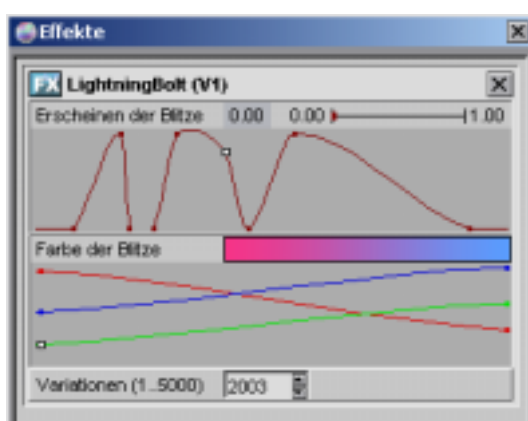 Effekte
FX LightningBolt (V1)
Erscheinen der Blitze 0.00 0.00 1.00
Farbe der Blitze
Variationen (1..5000) 2003